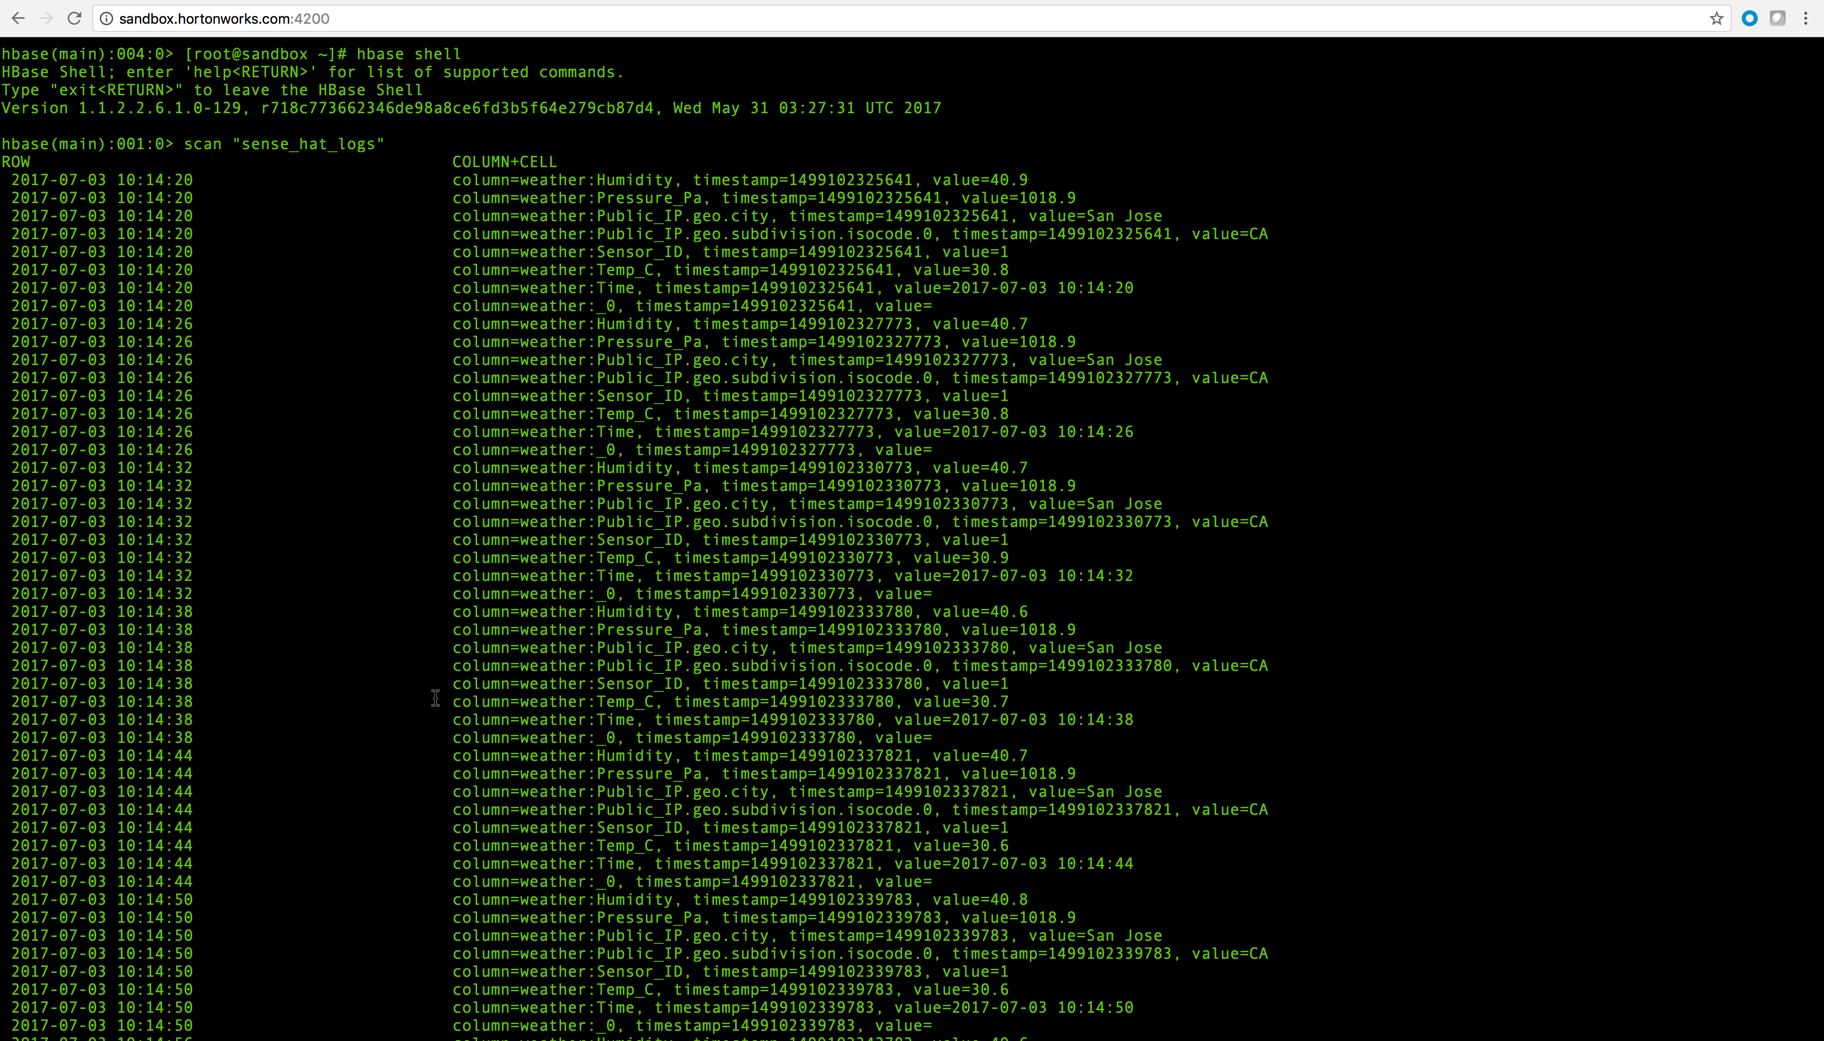 sandbox.hortonworks.com:4200
hbase(main):004:0> [root@sandbox ~]# hbase shell
HBase Shell; enter 'help<RETURN>' for list of supported commands.
Type "exit<RETURN>" to leave the HBase Shell
Version 1.1.2.2.6.1.0-129, r718c773662346de98a8ce6fd3b5f64e279cb87d4, Wed May 31 03:27:31 UTC 2017
hbase(main):001:0> scan "sense_hat_logs"
ROW COLUMN+CELL
2017-07-03 10:14:20 column=weather:Humidity, timestamp=1499102325641, value=40.9
2017-07-03 10:14:20 column=weather:Pressure_Pa, timestamp=1499102325641, value=1018.9
2017-07-03 10:14:20 column=weather:Public_IP.geo.city, timestamp=1499102325641, value=San Jose
2017-07-03 10:14:20 column=weather:Public_IP.geo.subdivision.isocode.0, timestamp=1499102325641, value=CA
2017-07-03 10:14:20 column=weather:Sensor_ID, timestamp=1499102325641, value=1
2017-07-03 10:14:20 column=weather:Temp_C, timestamp=1499102325641, value=30.8
2017-07-03 10:14:20 column=weather:Time, timestamp=1499102325641, value=2017-07-03 10:14:20
2017-07-03 10:14:20 column=weather:_0, timestamp=1499102325641, value=
2017-07-03 10:14:26 column=weather:Humidity, timestamp=1499102327773, value=40.7
2017-07-03 10:14:26 column=weather:Pressure_Pa, timestamp=1499102327773, value=1018.9
2017-07-03 10:14:26 column=weather:Public_IP.geo.city, timestamp=1499102327773, value=San Jose
2017-07-03 10:14:26 column=weather:Public_IP.geo.subdivision.isocode.0, timestamp=1499102327773, value=CA
2017-07-03 10:14:26 column=weather:Sensor_ID, timestamp=1499102327773, value=1
2017-07-03 10:14:26 column=weather:Temp_C, timestamp=1499102327773, value=30.8
2017-07-03 10:14:26 column=weather:Time, timestamp=1499102327773, value=2017-07-03 10:14:26
2017-07-03 10:14:26 column=weather:_0, timestamp=1499102327773, value=
2017-07-03 10:14:32 column=weather:Humidity, timestamp=1499102330773, value=40.7
2017-07-03 10:14:32 column=weather:Pressure_Pa, timestamp=1499102330773, value=1018.9
2017-07-03 10:14:32 column=weather:Public_IP.geo.city, timestamp=1499102330773, value=San Jose
2017-07-03 10:14:32 column=weather:Public_IP.geo.subdivision.isocode.0, timestamp=1499102330773, value=CA
2017-07-03 10:14:32 column=weather:Sensor_ID, timestamp=1499102330773, value=1
2017-07-03 10:14:32 column=weather:Temp_C, timestamp=1499102330773, value=30.9
2017-07-03 10:14:32 column=weather:Time, timestamp=1499102330773, value=2017-07-03 10:14:32
2017-07-03 10:14:32 column=weather:_0, timestamp=1499102330773, value=
2017-07-03 10:14:38 column=weather:Humidity, timestamp=1499102333780, value=40.6
2017-07-03 10:14:38 column=weather:Pressure_Pa, timestamp=1499102333780, value=1018.9
2017-07-03 10:14:38 column=weather:Public_IP.geo.city, timestamp=1499102333780, value=San Jose
2017-07-03 10:14:38 column=weather:Public_IP.geo.subdivision.isocode.0, timestamp=1499102333780, value=CA
2017-07-03 10:14:38 column=weather:Sensor_ID, timestamp=1499102333780, value=1
2017-07-03 10:14:38 column=weather:Temp_C, timestamp=1499102333780, value=30.7
2017-07-03 10:14:38 column=weather:Time, timestamp=1499102333780, value=2017-07-03 10:14:38
2017-07-03 10:14:38 column=weather:_0, timestamp=1499102333780, value=
2017-07-03 10:14:44 column=weather:Humidity, timestamp=1499102337821, value=40.7
2017-07-03 10:14:44 column=weather:Pressure_Pa, timestamp=1499102337821, value=1018.9
2017-07-03 10:14:44 column=weather:Public_IP.geo.city, timestamp=1499102337821, value=San Jose
2017-07-03 10:14:44 column=weather:Public_IP.geo.subdivision.isocode.0, timestamp=1499102337821, value=CA
2017-07-03 10:14:44 column=weather:Sensor_ID, timestamp=1499102337821, value=1
2017-07-03 10:14:44 column=weather:Temp_C, timestamp=1499102337821, value=30.6
2017-07-03 10:14:44 column=weather:Time, timestamp=1499102337821, value=2017-07-03 10:14:44
2017-07-03 10:14:44 column=weather:_0, timestamp=1499102337821, value=
2017-07-03 10:14:50 column=weather:Humidity, timestamp=1499102339783, value=40.8
2017-07-03 10:14:50 column=weather:Pressure_Pa, timestamp=1499102339783, value=1018.9
2017-07-03 10:14:50 column=weather:Public_IP.geo.city, timestamp=1499102339783, value=San Jose
2017-07-03 10:14:50 column=weather:Public_IP.geo.subdivision.isocode.0, timestamp=1499102339783, value=CA
2017-07-03 10:14:50 column=weather:Sensor_ID, timestamp=1499102339783, value=1
2017-07-03 10:14:50 column=weather:Temp_C, timestamp=1499102339783, value=30.6
2017-07-03 10:14:50 column=weather:Time, timestamp=1499102339783, value=2017-07-03 10:14:50
2017-07-03 10:14:50 column=weather:_0, timestamp=1499102339783, value=